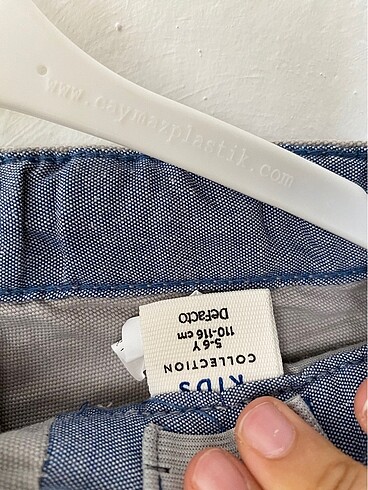 www.caymazplastik.com
KIDS
COLLECTION
5-6 Y
110-116 cm
DeFacto